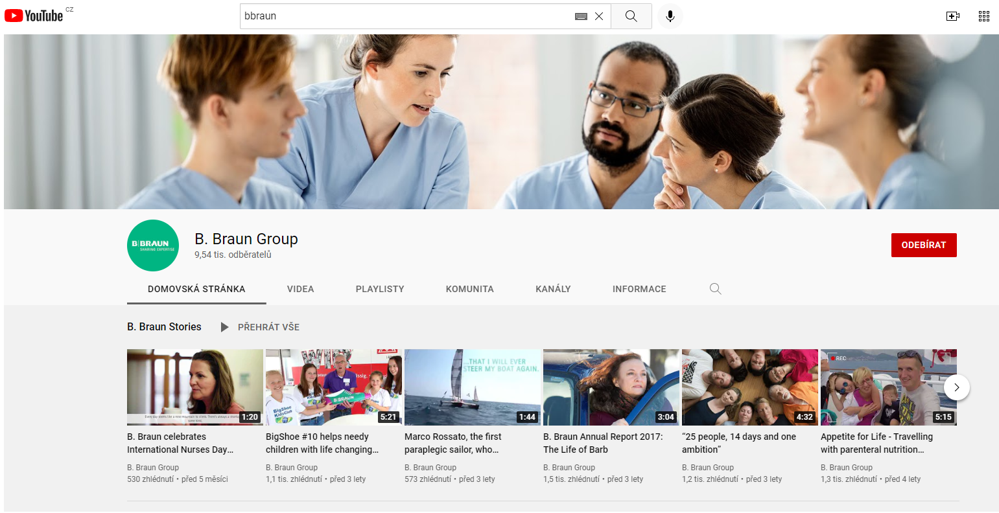 YouTube CZ
bbraun
B. Braun Group
9,54 tis. odběratelů
ODEBÍRAT
B|BRAUN
SHARING EXPERTISE
DOMOVSKÁ STRÁNKA VIDEA PLAYLISTY KOMUNITA KANÁLY INFORMACE
B. Braun Stories PŘEHRÁT VŠE
1:20
BigShoe
KidsClub
B|BRAUN
5:21
...THAT I WILL EVER
STEER MY BOAT AGAIN.
1:44
3:04
4:32
REC
5:15
B. Braun celebrates
International Nurses Day...
B. Braun Group
530 zhlédnutí • před 5 měsíci
BigShoe #10 helps needy
children with life changing...
B. Braun Group
1,1 tis. zhlédnutí • před 3 lety
Marco Rossato, the first
paraplegic sailor, who...
B. Braun Group
573 zhlédnutí • před 3 lety
B. Braun Annual Report 2017:
The Life of Barb
B. Braun Group
1,5 tis. zhlédnutí • před 3 lety
“25 people, 14 days and one
ambition”
B. Braun Group
1,2 tis. zhlédnutí • před 3 lety
Appetite for Life - Travelling
with parenteral nutrition...
B. Braun Group
1,3 tis. zhlédnutí • před 4 lety